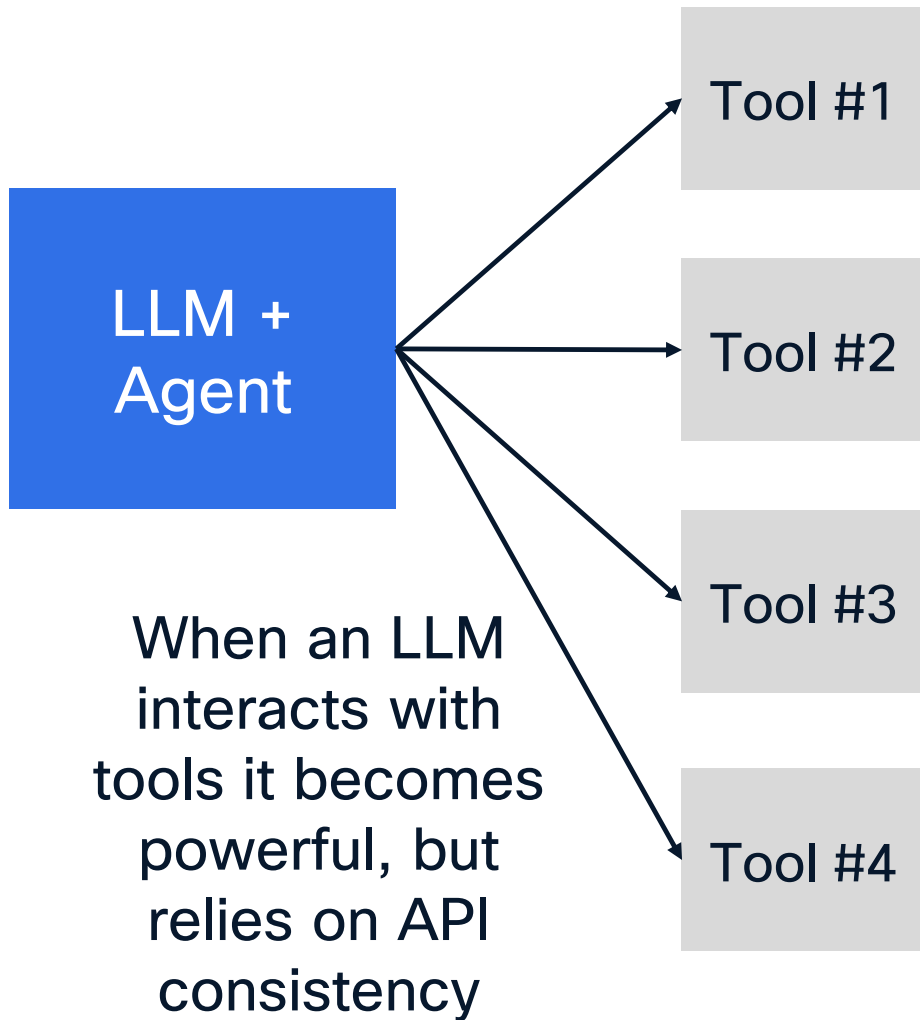 Tool #1
LLM +
Agent
Tool #2
Tool #3
When an LLM
interacts with
tools it becomes
powerful, but
relies on API
consistency
Tool #4